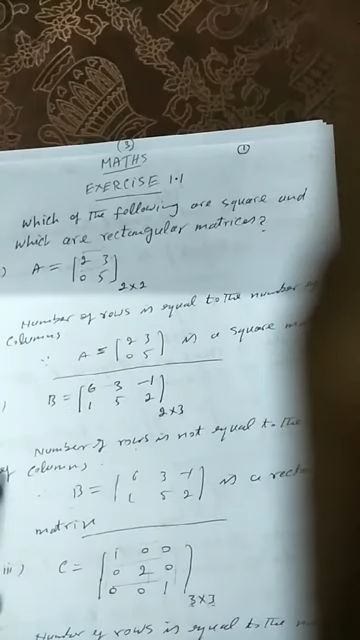 (3)
MATHS ①
EXERCISE 1.1
which of the following are square and
which are rectangular matrices?
) A = [2 3
0 5] 2×2
Number of rows is equal to the number of
Columns
∴ A = [2 3
0 5] is a square
) B = [6 3 -1
1 5 2] 2×3
Number of rows is not equal to the
of Columns.
∴ B = [6 3 -1
1 5 2] is a
matrix
iii) C = [1 0 0
0 2 0
0 0 1] 3×3
Number of rows is equal to the